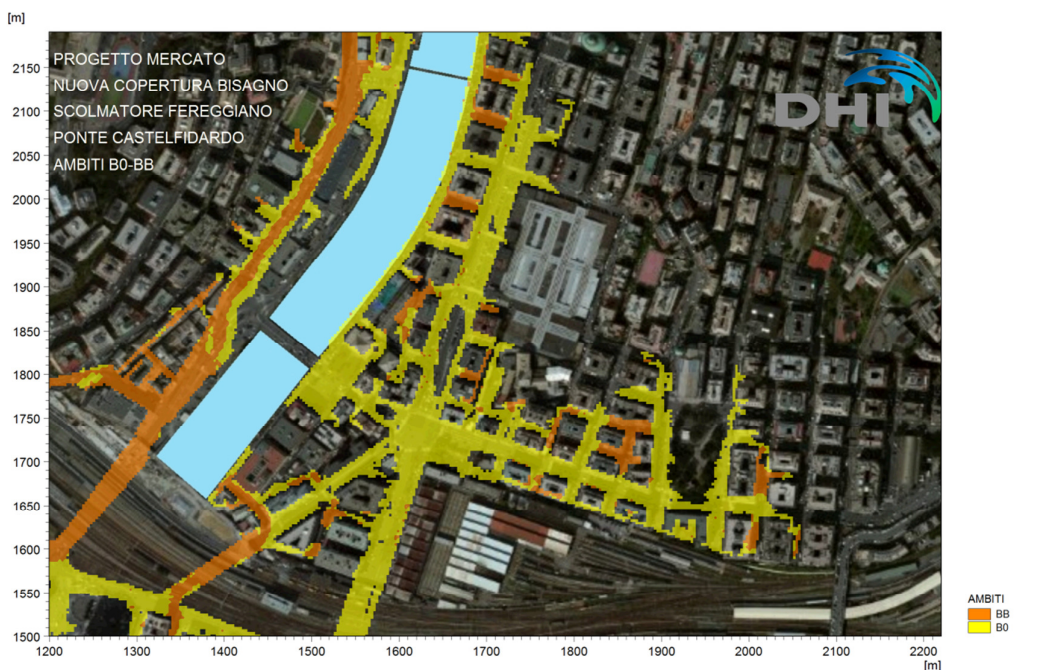 [m]
PROGETTO MERCATO
NUOVA COPERTURA BISAGNO
SCOLMATORE FEREGGIANO
PONTE CASTELFIDARDO
AMBITI B0-BB
DHI
2150
2100
2050
2000
1950
1900
1850
1800
1750
1700
1650
1600
1550
1500
1200 1300 1400 1500 1600 1700 1800 1900 2000 2100 2200
[m]
AMBITI
BB
B0